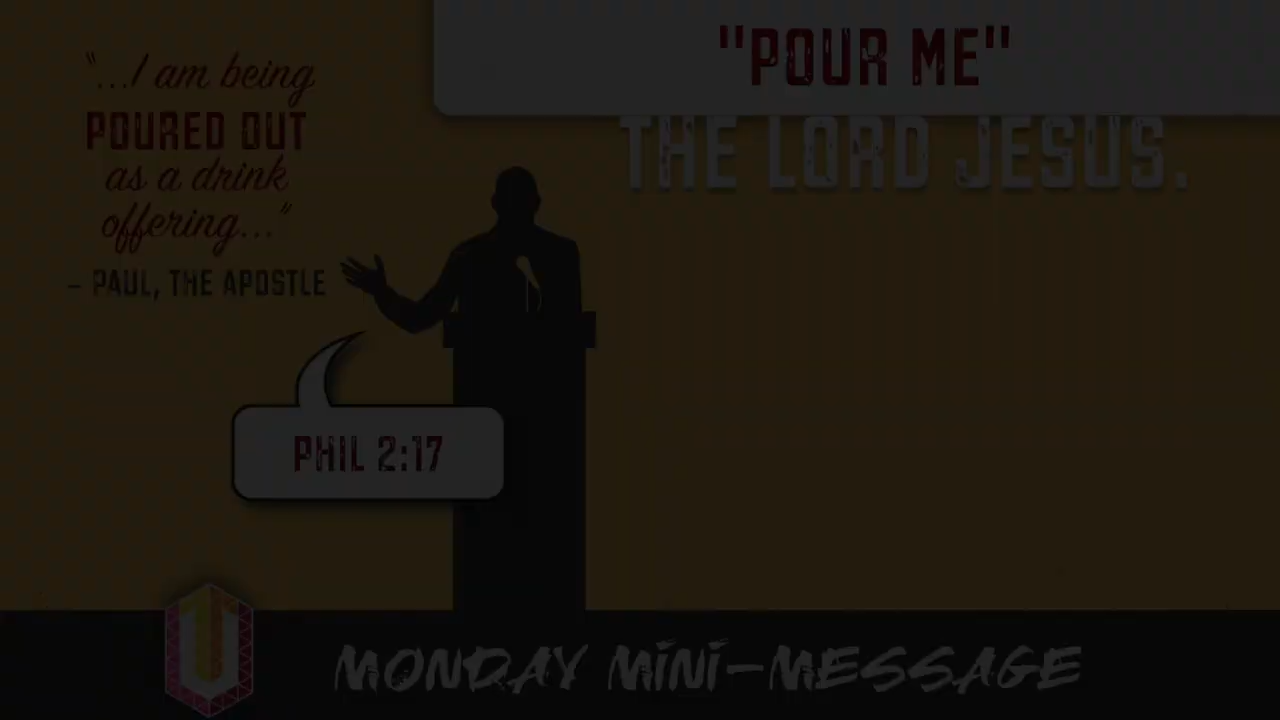 "POUR ME"
THE LORD JESUS.
"...I am being
POURED OUT
as a drink
offering..."
- PAUL, THE APOSTLE
PHIL 2:17
MONDAY MINI-MESSAGE